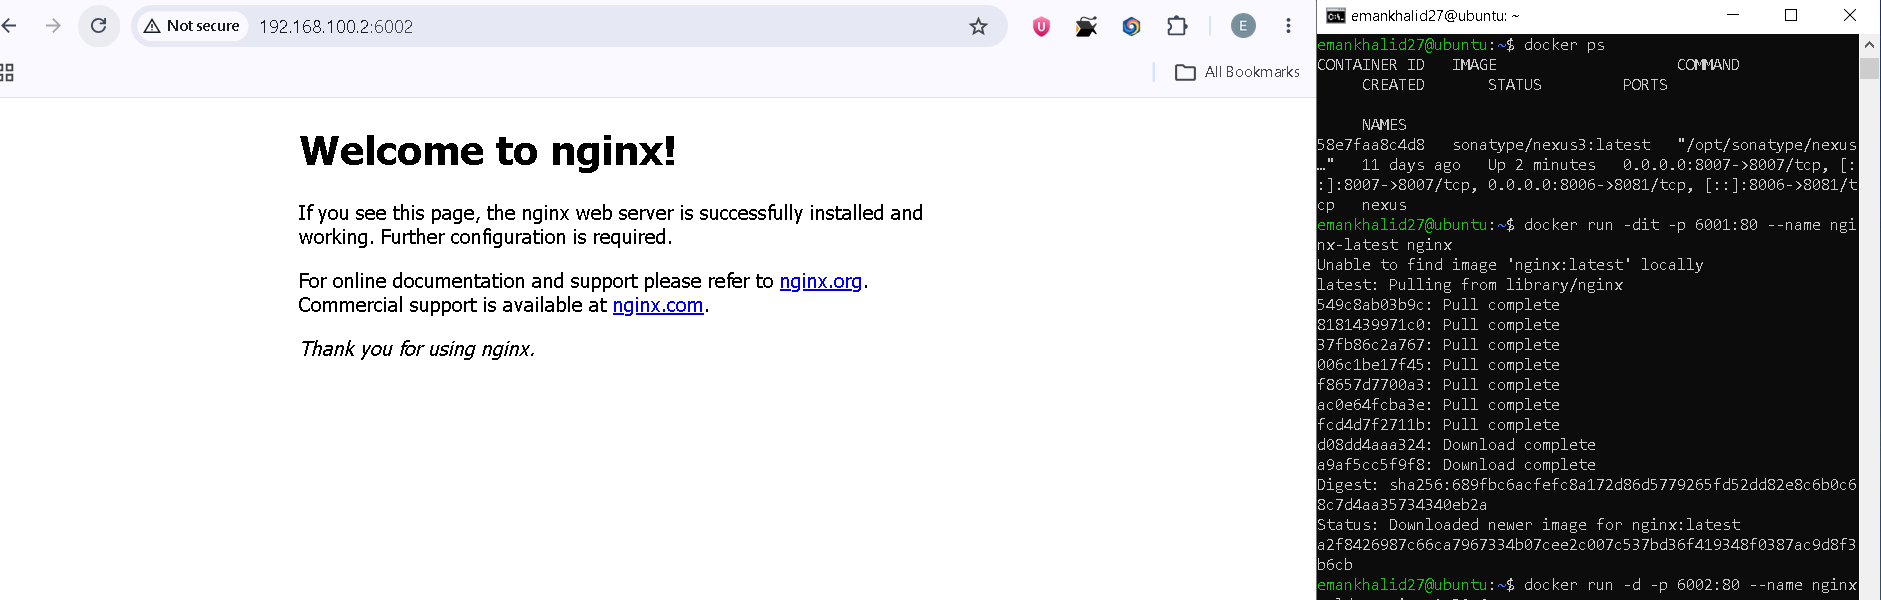 Not secure 192.168.100.2:6002
E
All Bookmarks
Welcome to nginx!
If you see this page, the nginx web server is successfully installed and
working. Further configuration is required.
For online documentation and support please refer to nginx.org.
Commercial support is available at nginx.com.
Thank you for using nginx.
emankhalid27@ubuntu: ~
emankhalid27@ubuntu:~$ docker ps
CONTAINER ID   IMAGE                    COMMAND
     CREATED       STATUS         PORTS
     NAMES
58e7faa8c4d8   sonatype/nexus3:latest   "/opt/sonatype/nexus
…"   11 days ago   Up 2 minutes   0.0.0.0:8007->8007/tcp, [:
:]:8007->8007/tcp, 0.0.0.0:8006->8081/tcp, [::]:8006->8081/t
cp   nexus
emankhalid27@ubuntu:~$ docker run -dit -p 6001:80 --name ngi
nx-latest nginx
Unable to find image 'nginx:latest' locally
latest: Pulling from library/nginx
549c8ab03b9c: Pull complete
8181439971c0: Pull complete
37fb86c2a767: Pull complete
006c1be17f45: Pull complete
f8657d7700a3: Pull complete
ac0e64fcba3e: Pull complete
fcd4d7f2711b: Pull complete
d08dd4aaa324: Download complete
a9af5cc5f9f8: Download complete
Digest: sha256:689fbc6acfefc8a172d86d5779265fd52dd82e8c6b0c6
8c7d4aa35734340eb2a
Status: Downloaded newer image for nginx:latest
a2f8426987c66ca7967334b07cee2c007c537bd36f419348f0387ac9d8f3
b6cb
emankhalid27@ubuntu:~$ docker run -d -p 6002:80 --name nginx